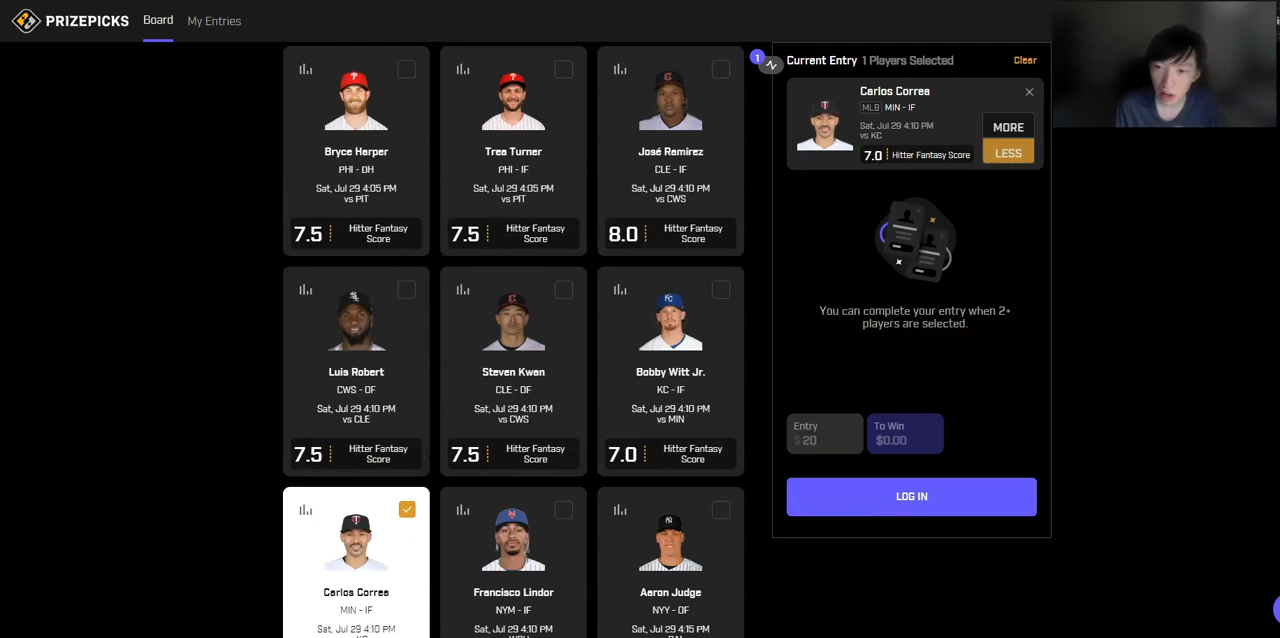 PRIZEPICKS
Board
My Entries
Bryce Harper
PHI - DH
Sat, Jul 29 4:05 PM
vs PIT
7.5
Hitter Fantasy
Score
Trea Turner
PHI - IF
Sat, Jul 29 4:05 PM
vs PIT
7.5
Hitter Fantasy
Score
José Ramírez
CLE - IF
Sat, Jul 29 4:10 PM
vs CWS
8.0
Hitter Fantasy
Score
Luis Robert
CWS - OF
Sat, Jul 29 4:10 PM
vs CLE
7.5
Hitter Fantasy
Score
Steven Kwan
CLE - OF
Sat, Jul 29 4:10 PM
vs CWS
7.5
Hitter Fantasy
Score
Bobby Witt Jr.
KC - IF
Sat, Jul 29 4:10 PM
vs MIN
7.0
Hitter Fantasy
Score
Carlos Correa
MIN - IF
Sat, Jul 29 4:10 PM
Francisco Lindor
NYM - IF
Sat, Jul 29 4:10 PM
Aaron Judge
NYY - OF
Sat, Jul 29 4:15 PM
1
Current Entry 1 Players Selected
Clear
Carlos Correa
MLB MIN - IF
Sat, Jul 29 4:10 PM
vs KC
7.0 Hitter Fantasy Score
MORE
LESS
You can complete your entry when 2+
players are selected.
Entry
$ 20
To Win
$0.00
LOG IN